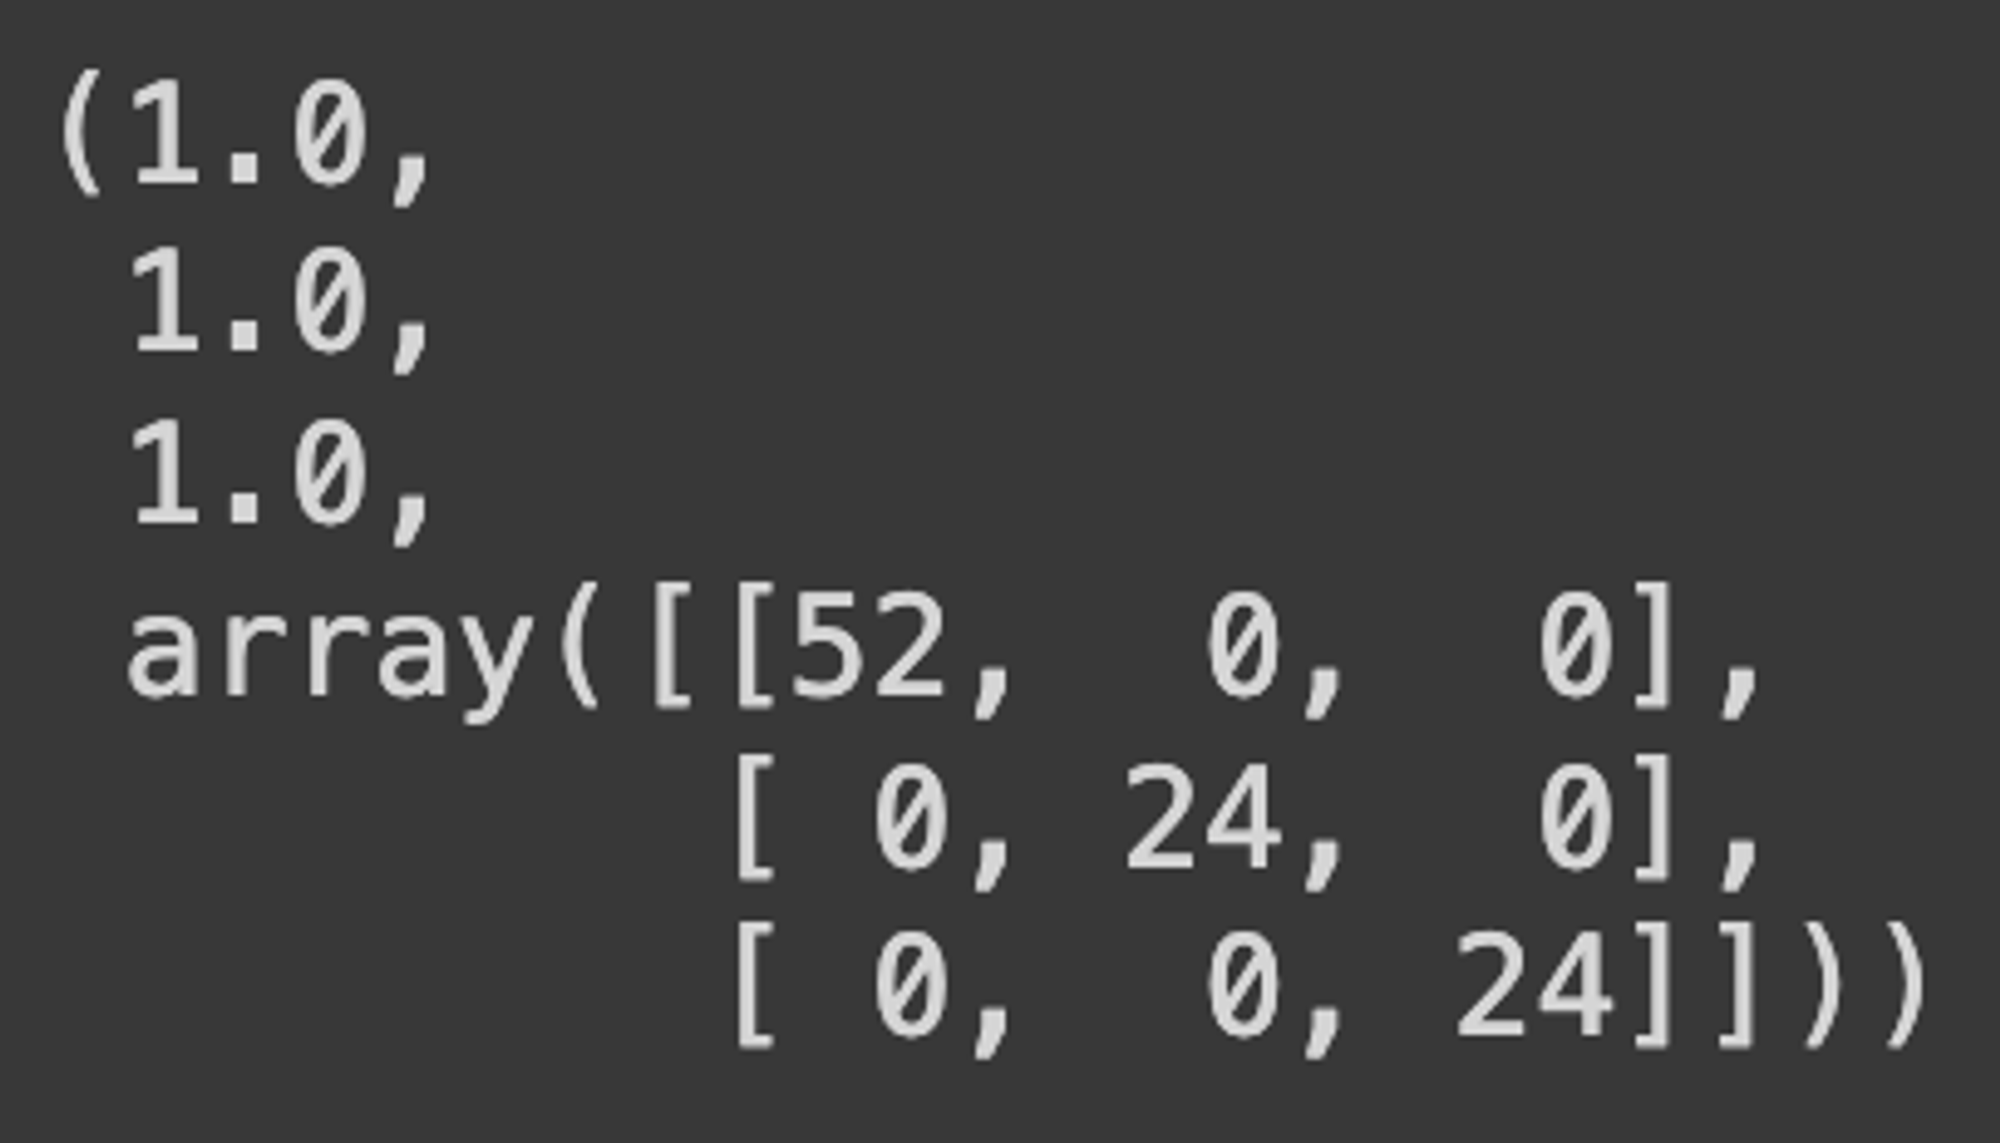 (1.0,
 1.0,
 1.0,
 array([[52,  0,  0],
        [ 0, 24,  0],
        [ 0,  0, 24]]))